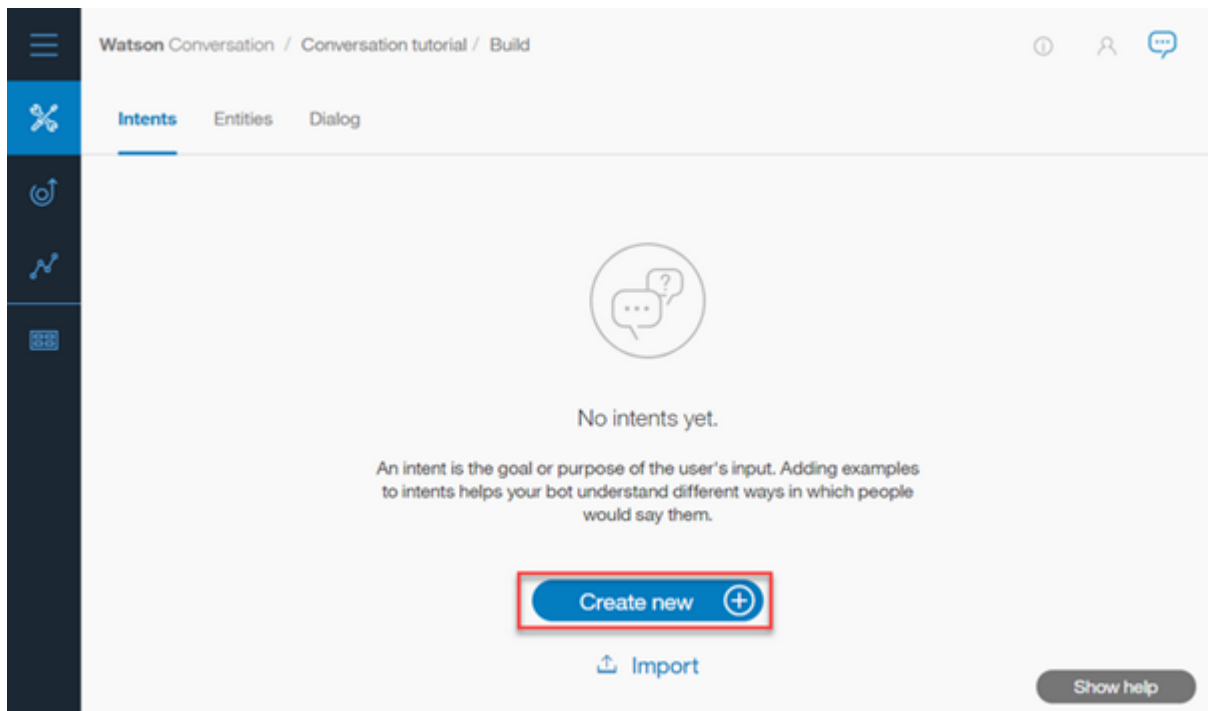 Watson Conversation / Conversation tutorial / Build
Intents Entities Dialog
?
No intents yet.
An intent is the goal or purpose of the user's input. Adding examples
to intents helps your bot understand different ways in which people
would say them.
Create new
Import
Show help